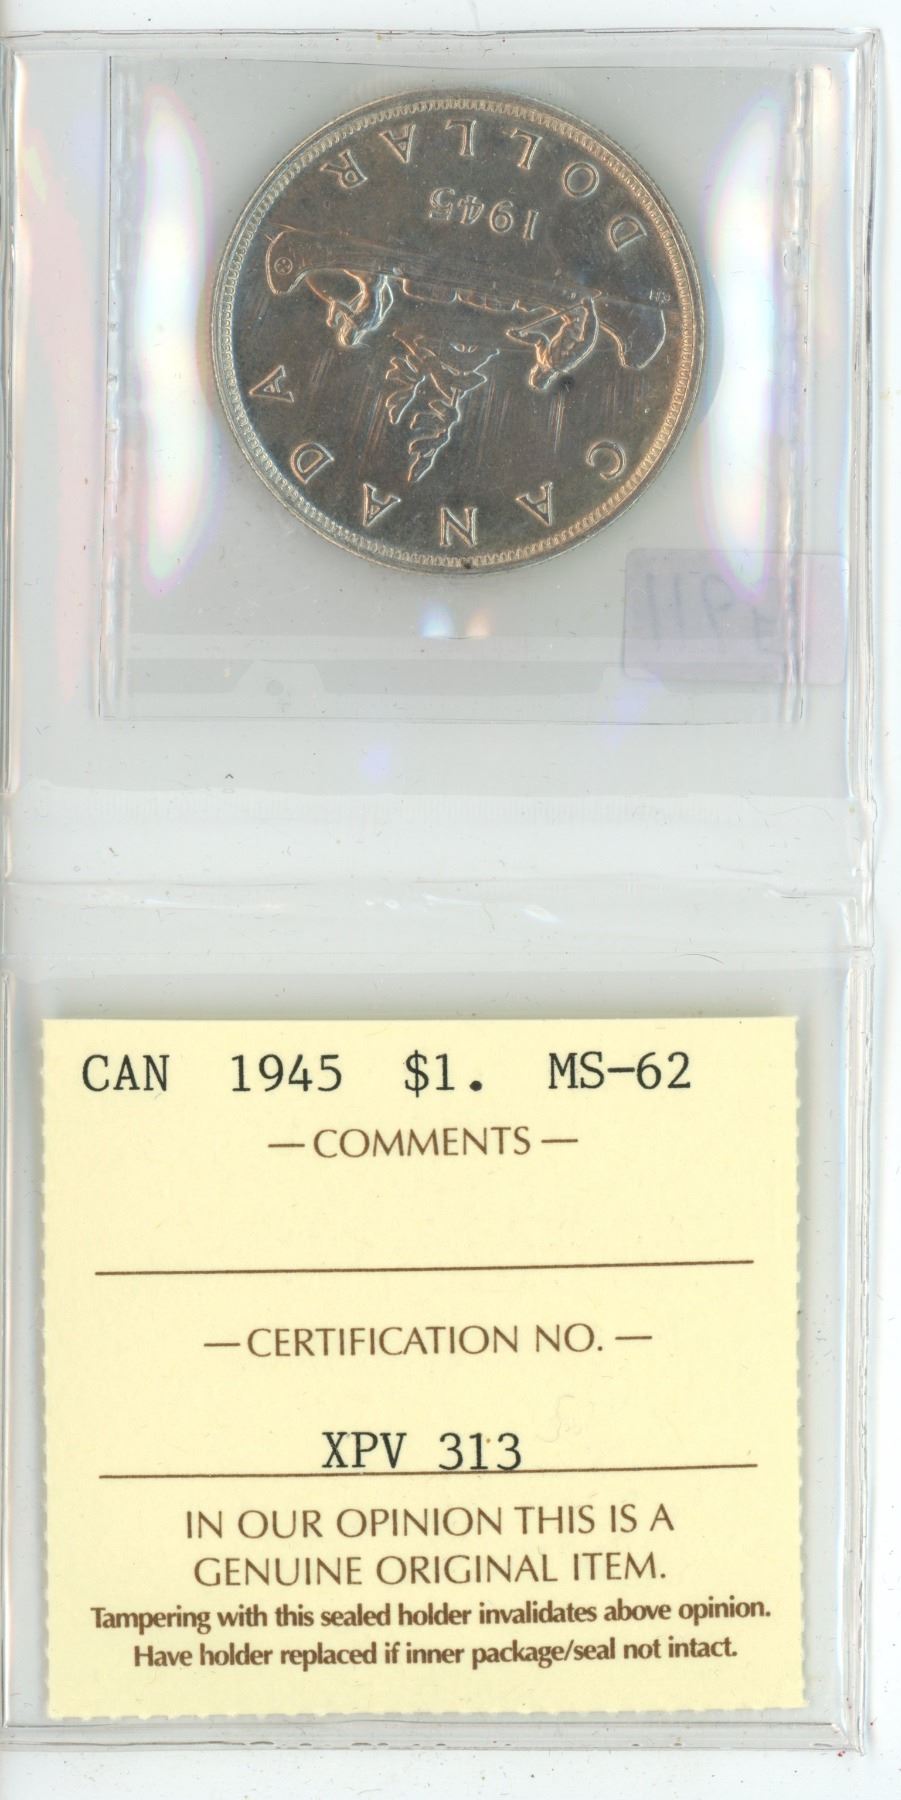 CANADA
1945
DOLLAR
CAN 1945 $1. MS-62
— COMMENTS —
— CERTIFICATION NO. —
XPV 313
IN OUR OPINION THIS IS A
GENUINE ORIGINAL ITEM.
Tampering with this sealed holder invalidates above opinion.
Have holder replaced if inner package/seal not intact.